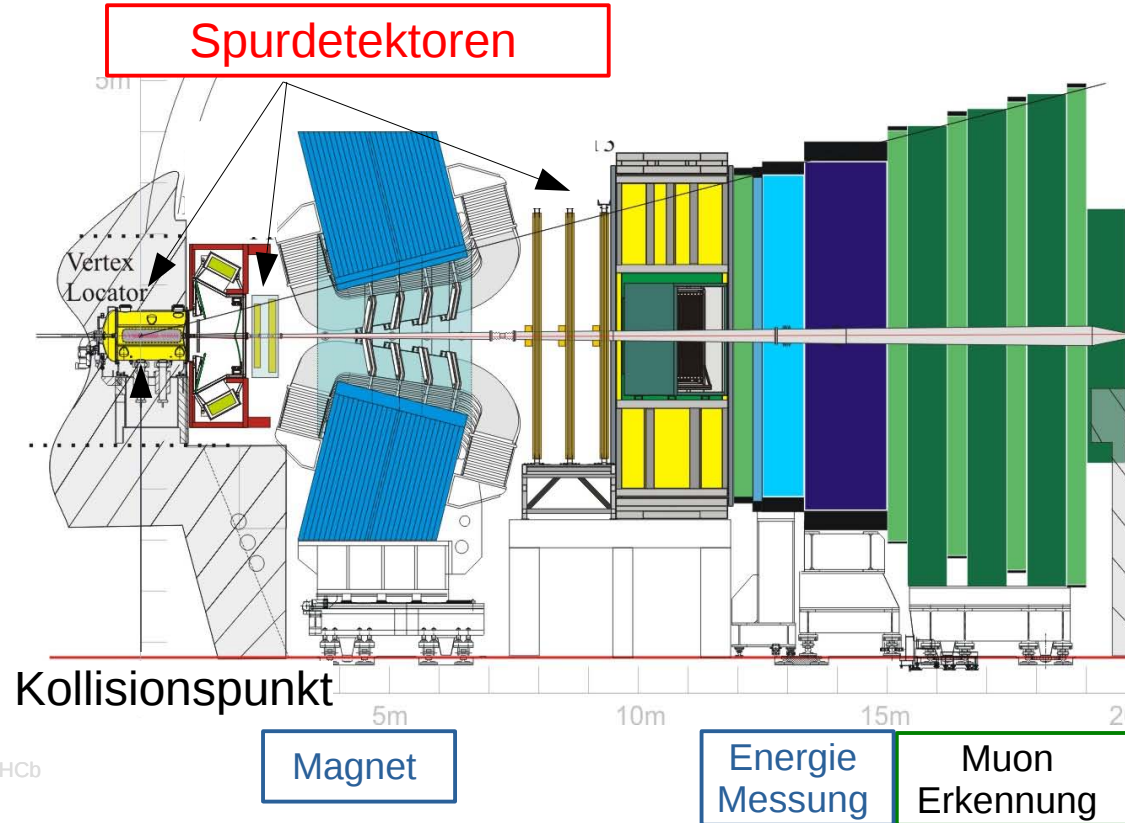 Spurdetektoren
5m
Vertex
Locator
Kollisionspunkt
5m
10m
15m
Magnet
Energie
Messung
Muon
Erkennung
HCb